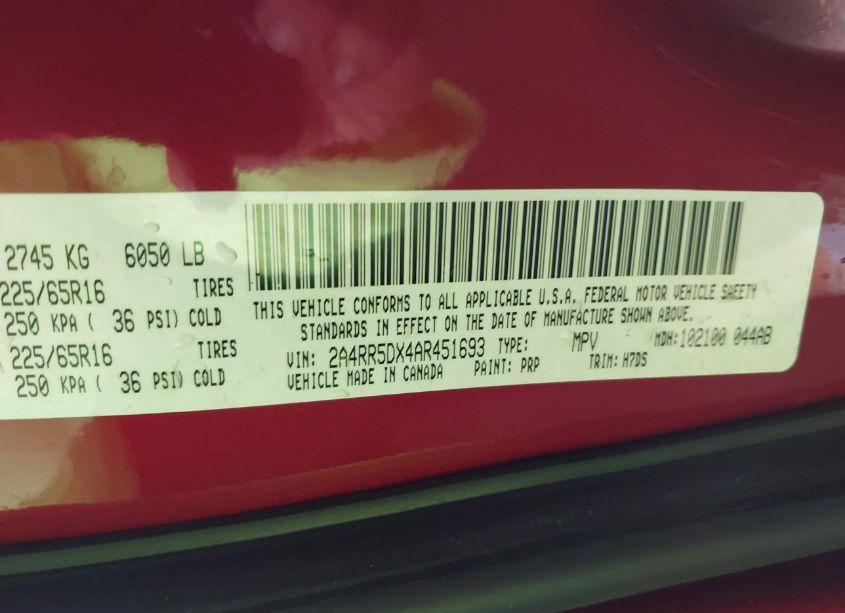 2745 KG 6050 LB
225/65R16 TIRES
250 KPA ( 36 PSI) COLD
225/65R16 TIRES
250 KPA ( 36 PSI) COLD
THIS VEHICLE CONFORMS TO ALL APPLICABLE U.S.A. FEDERAL MOTOR VEHICLE SAFETY
STANDARDS IN EFFECT ON THE DATE OF MANUFACTURE SHOWN ABOVE.
VIN: 2A4RR5DX4AR451693 TYPE: MPV MDH:102100 044AB
VEHICLE MADE IN CANADA PAINT: PRP TRIM: H7DS